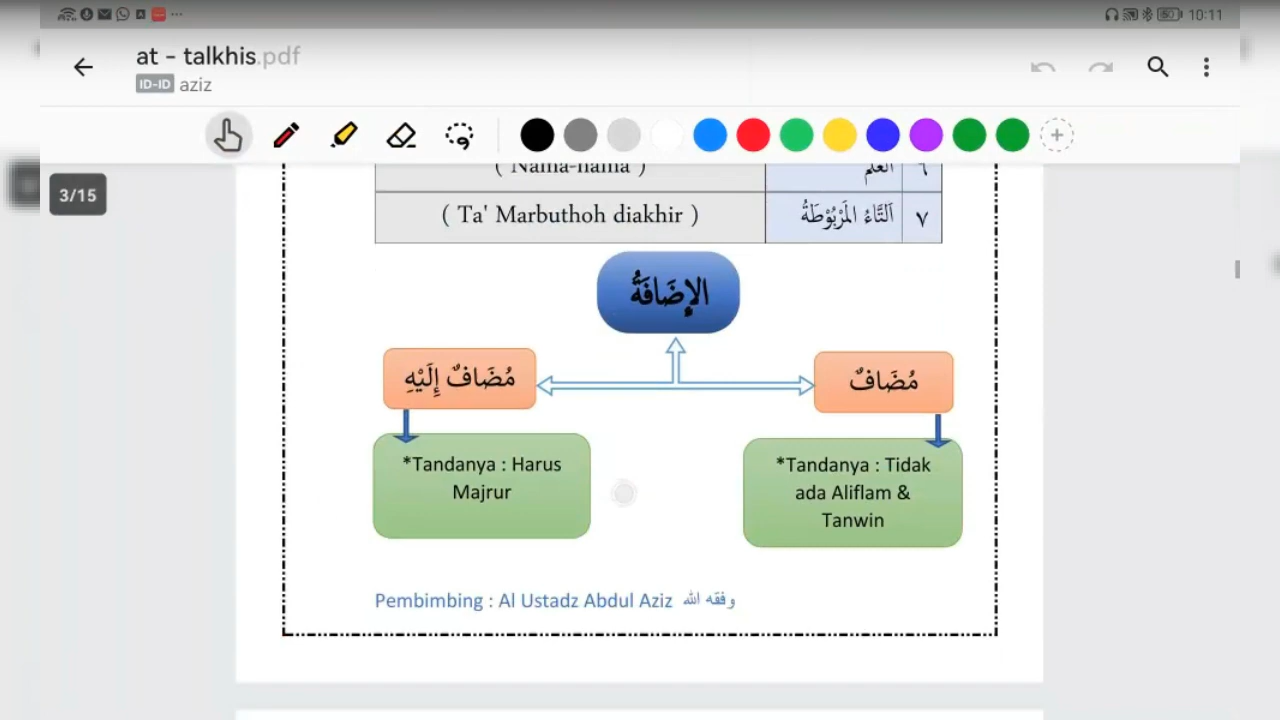 10:11
at - talkhis.pdf
ID-ID aziz
3/15
( Nama-nama ) العلم ٦
( Ta' Marbuthoh diakhir ) اَلتَّاءُ المَرْبُوْطَةُ ٧
الإِضَافَةُ
مُضَافٌ إِلَيْهِ
مُضَافٌ
*Tandanya : Harus
Majrur
*Tandanya : Tidak
ada Aliflam &
Tanwin
Pembimbing : Al Ustadz Abdul Aziz وفقه الله